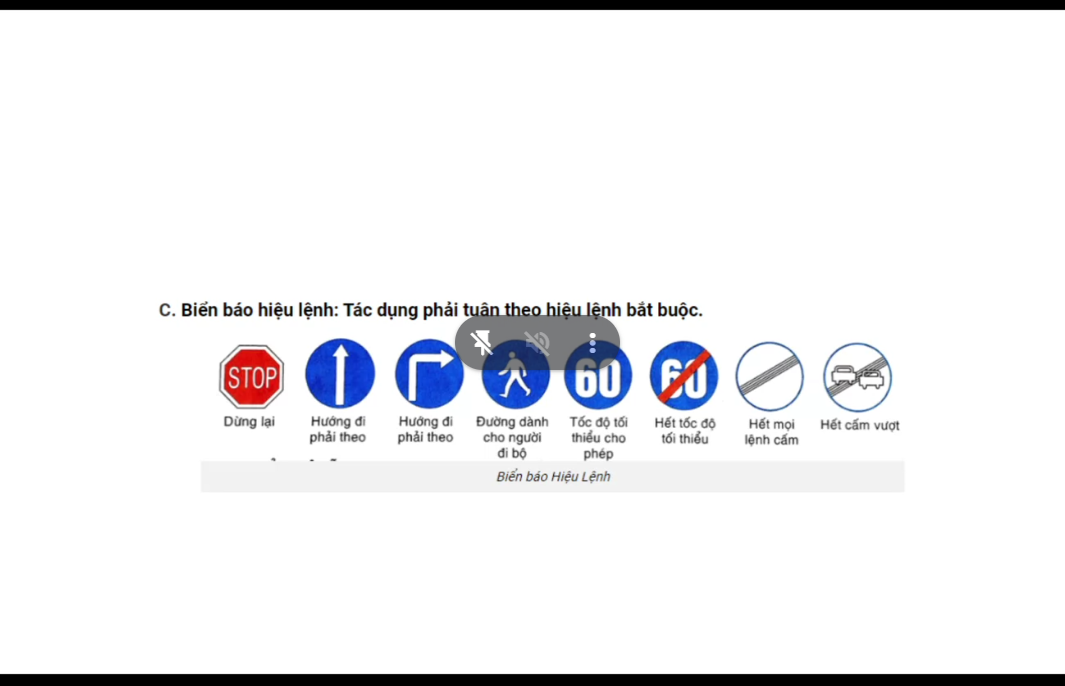 C. Biển báo hiệu lệnh: Tác dụng phải tuân theo hiệu lệnh bắt buộc.
STOP
60
60
Dừng lại
Hướng đi
phải theo
Hướng đi
phải theo
Đường dành
cho người
đi bộ
Tốc độ tối
thiểu cho
phép
Hết tốc độ
tối thiểu
Hết mọi
lệnh cấm
Hết cấm vượt
Biển báo Hiệu Lệnh